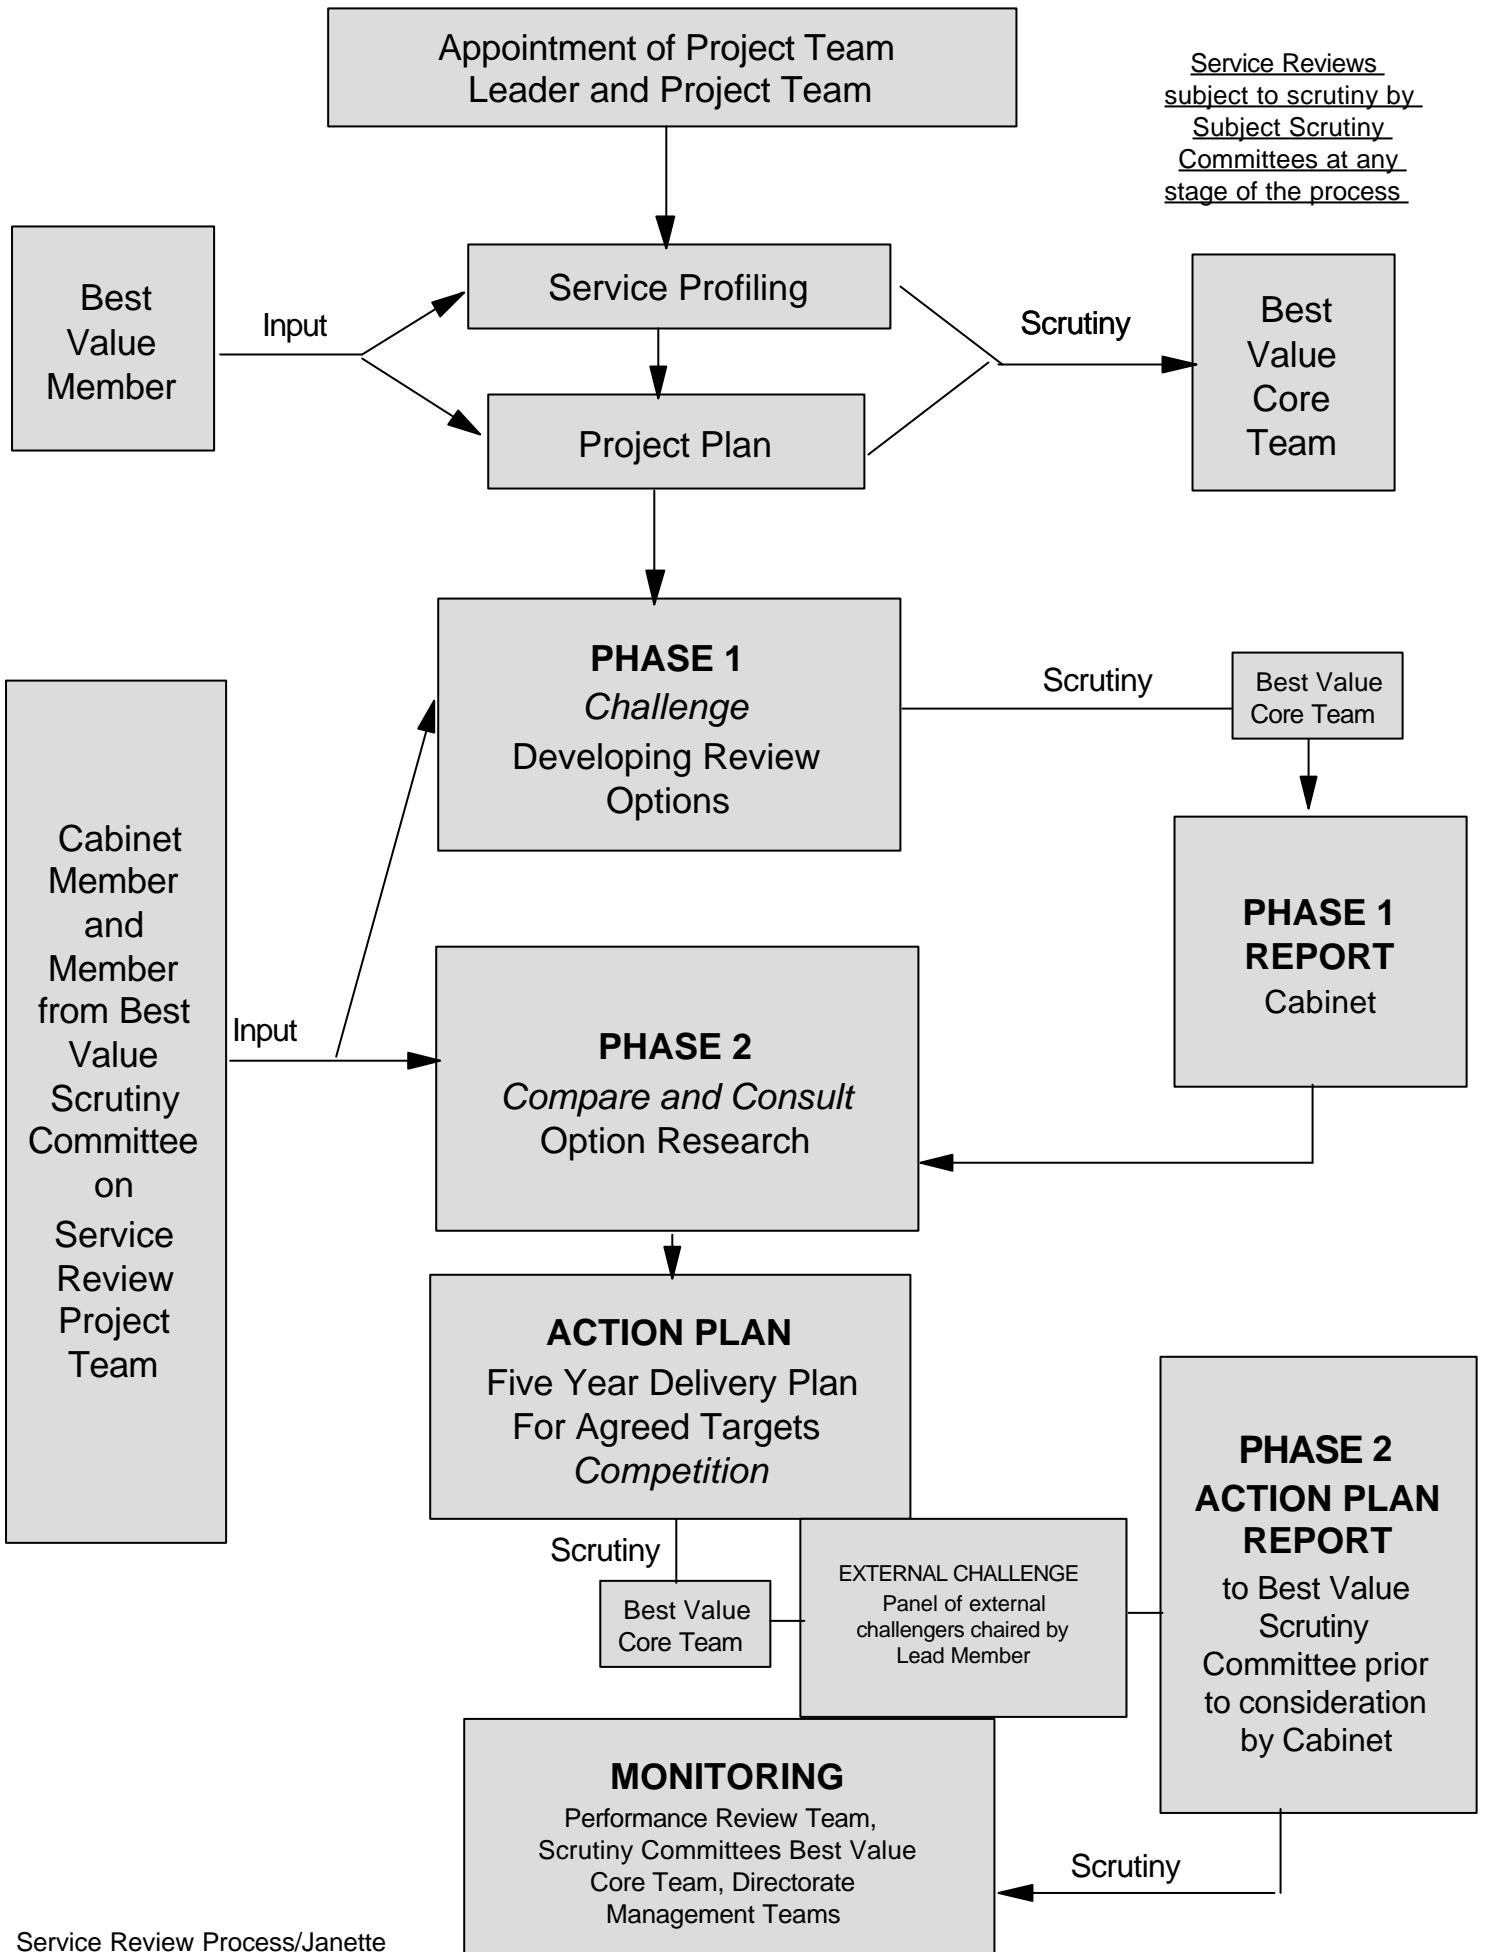 Appointment of Project Team
Leader and Project Team
Service Reviews
subject to scrutiny by
Subject Scrutiny
Committees at any
stage of the process
Best
Value
Member
Input
Service Profiling
Project Plan
Scrutiny
Best
Value
Core
Team
PHASE 1
Challenge
Developing Review
Options
Scrutiny
Best Value
Core Team
PHASE 1
REPORT
Cabinet
Cabinet
Member
and
Member
from Best
Value
Scrutiny
Committee
on
Service
Review
Project
Team
Input
PHASE 2
Compare and Consult
Option Research
ACTION PLAN
Five Year Delivery Plan
For Agreed Targets
Competition
Scrutiny
Best Value
Core Team
EXTERNAL CHALLENGE
Panel of external
challengers chaired by
Lead Member
PHASE 2
ACTION PLAN
REPORT
to Best Value
Scrutiny
Committee prior
to consideration
by Cabinet
Scrutiny
MONITORING
Performance Review Team,
Scrutiny Committees Best Value
Core Team, Directorate
Management Teams
Service Review Process/Janette